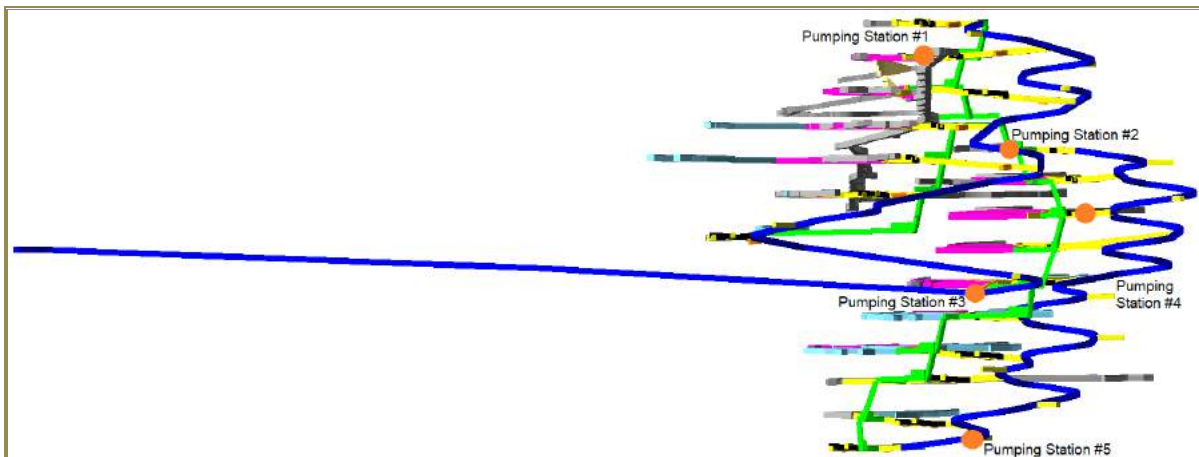 Pumping Station #1
Pumping Station #2
Pumping
Station #4
Pumping Station #3
Pumping Station #5